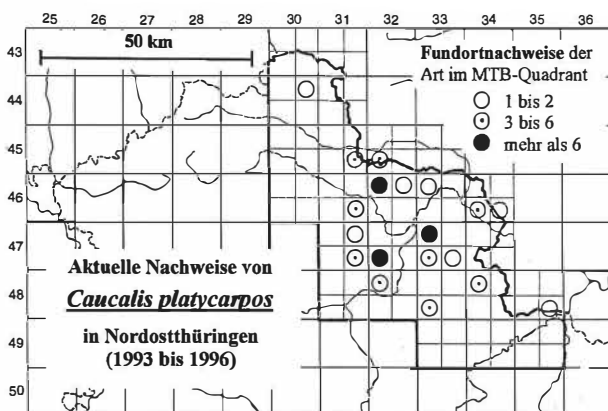 25 26 27 28 29 30 31 32 33 34 35 36
43
44
45
46
47
48
49
50
50 km
Fundortnachweise der
Art im MTB-Quadrant
1 bis 2
3 bis 6
mehr als 6
Aktuelle Nachweise von
Caucalis platycarpos
in Nordostthüringen
(1993 bis 1996)